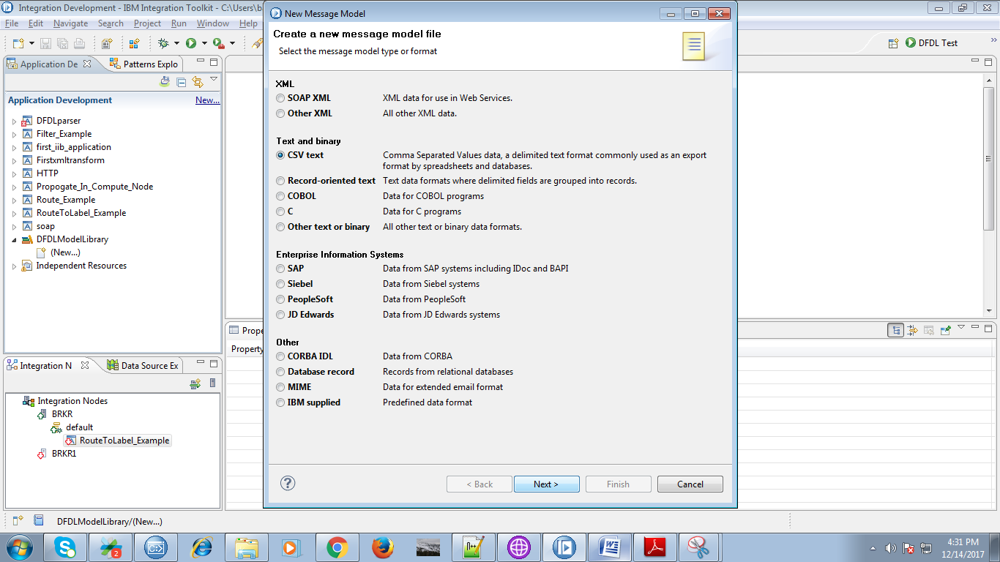 Integration Development - IBM Integration Toolkit - C:\Users\b
File Edit Navigate Search Project Run Window Help
DFDL Test
Application De
Patterns Explo
Application Development
New...
DFDLparser
Filter_Example
first_iib_application
Firstxmltransform
HTTP
Propogate_In_Compute_Node
Route_Example
RouteToLabel_Example
soap
DFDLModelLibrary
(New...)
Independent Resources
Integration N
Data Source Ex
Integration Nodes
BRKR
default
RouteToLabel_Example
BRKR1
New Message Model
Create a new message model file
Select the message model type or format
XML
SOAP XML XML data for use in Web Services.
Other XML All other XML data.
Text and binary
CSV text Comma Separated Values data, a delimited text format commonly used as an export
format by spreadsheets and databases.
Record-oriented text Text data formats where delimited fields are grouped into records.
COBOL Data for COBOL programs
C Data for C programs
Other text or binary All other text or binary data formats.
Enterprise Information Systems
SAP Data from SAP systems including IDoc and BAPI
Siebel Data from Siebel systems
PeopleSoft Data from PeopleSoft
JD Edwards Data from JD Edwards systems
Other
CORBA IDL Data from CORBA
Database record Records from relational databases
MIME Data for extended email format
IBM supplied Predefined data format
?
< Back Next > Finish Cancel
Prope
Property
DFDLModelLibrary/(New...)
2
4:31 PM
12/14/2017